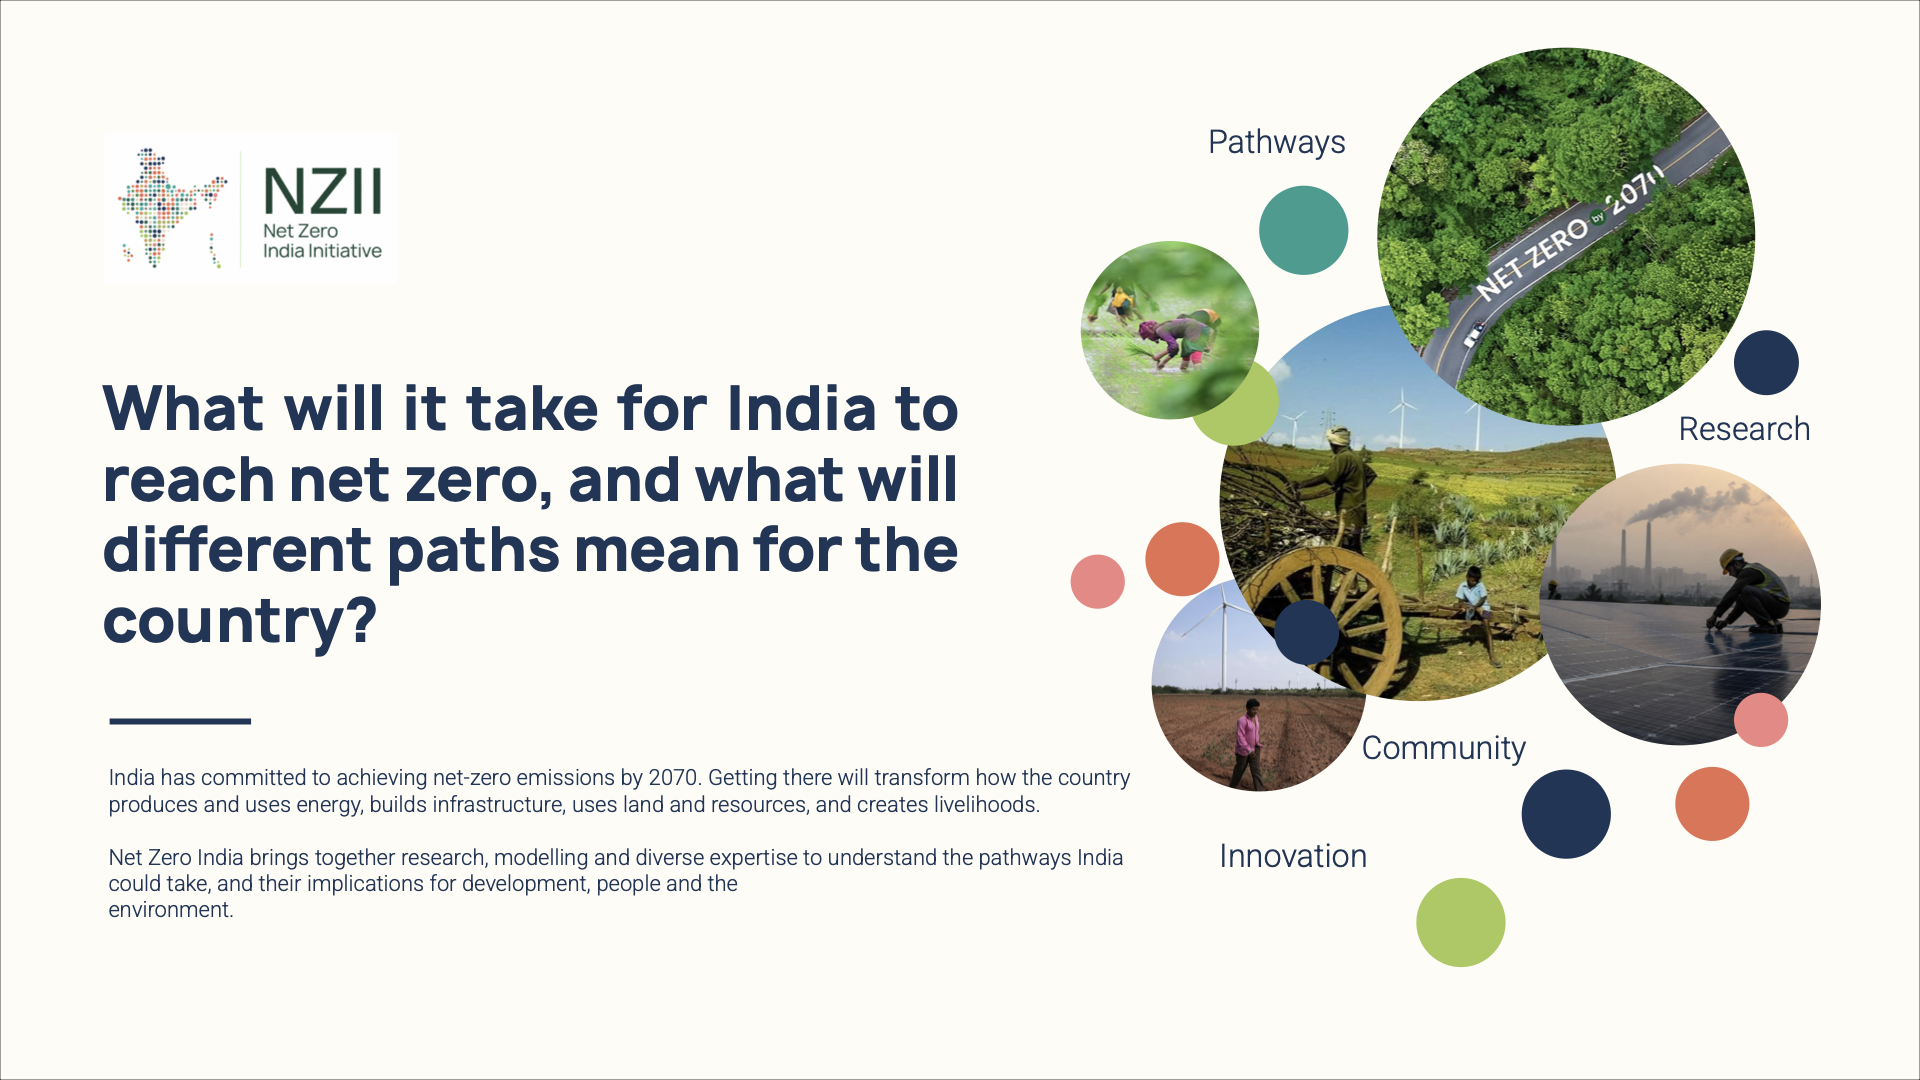 NZII
Net Zero
India Initiative
What will it take for India to
reach net zero, and what will
different paths mean for the
country?
India has committed to achieving net-zero emissions by 2070. Getting there will transform how the country
produces and uses energy, builds infrastructure, uses land and resources, and creates livelihoods.
Net Zero India brings together research, modelling and diverse expertise to understand the pathways India
could take, and their implications for development, people and the
environment.
Pathways
NET ZERO by 2070
Research
Community
Innovation